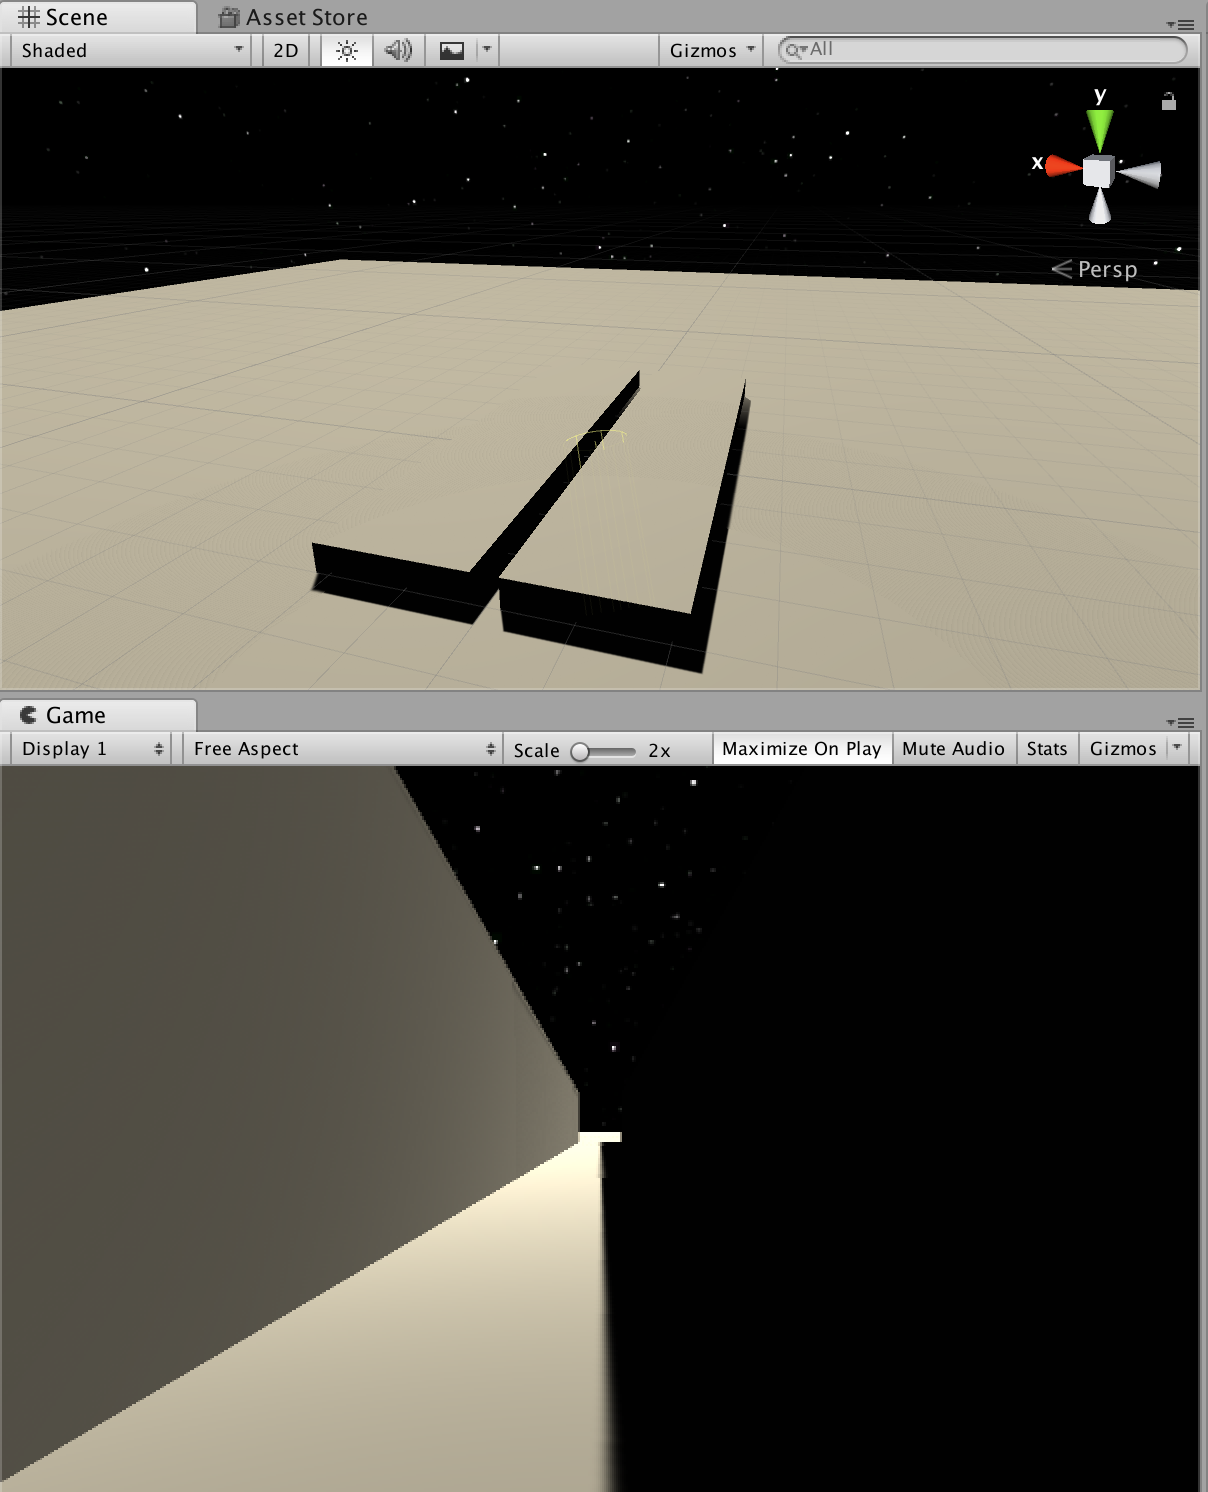 Scene Asset Store
Shaded 2D Gizmos All
y
x
Persp
Game
Display 1 Free Aspect Scale 2x Maximize On Play Mute Audio Stats Gizmos